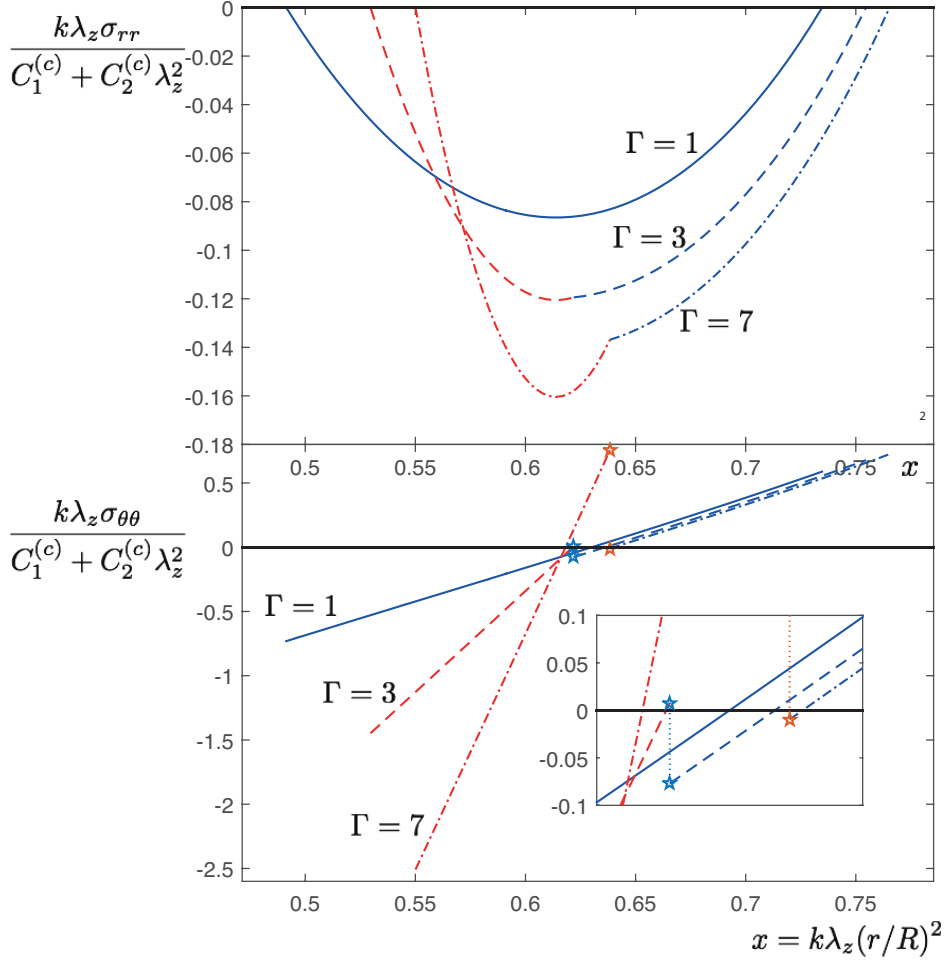 0
-0.02
-0.04
-0.06
-0.08
-0.1
-0.12
-0.14
-0.16
-0.18
kλ_zσ_{rr}
C_1^{(c)} + C_2^{(c)}λ_z^2
Γ = 1
Γ = 3
Γ = 7
2
0.5 0.55 0.6 0.65 0.7 0.75 x
0.5
0
-0.5
-1
-1.5
-2
-2.5
kλ_zσ_{θθ}
C_1^{(c)} + C_2^{(c)}λ_z^2
Γ = 1
Γ = 3
Γ = 7
0.1
0.05
0
-0.05
-0.1
0.5 0.55 0.6 0.65 0.7 0.75
x = kλ_z(r/R)^2